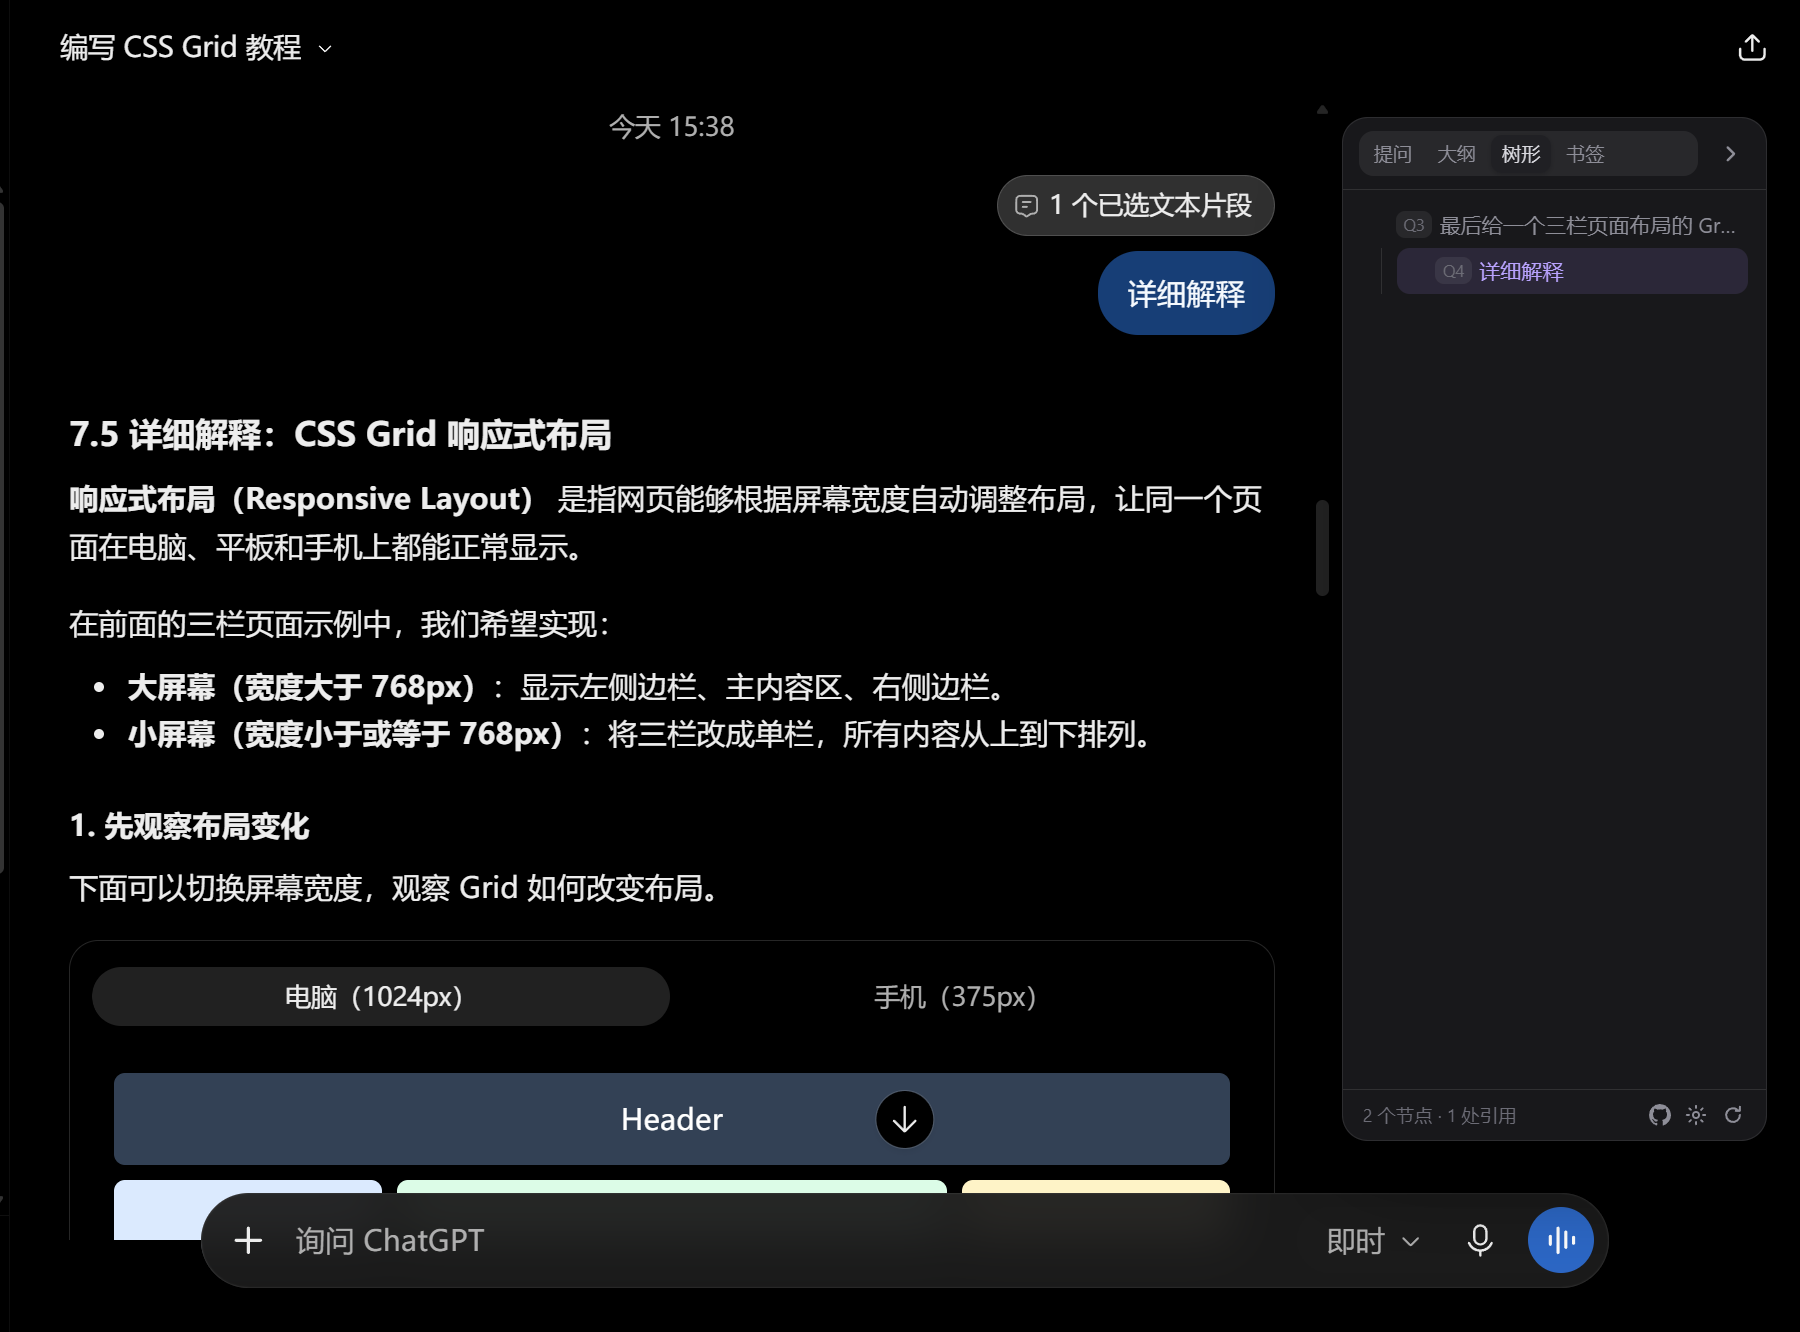 编写 CSS Grid 教程
今天 15:38
1 个已选文本片段
详细解释
7.5 详细解释：CSS Grid 响应式布局
响应式布局（Responsive Layout） 是指网页能够根据屏幕宽度自动调整布局，让同一个页
面在电脑、平板和手机上都能正常显示。
在前面的三栏页面示例中，我们希望实现：
• 大屏幕（宽度大于 768px）：显示左侧边栏、主内容区、右侧边栏。
• 小屏幕（宽度小于或等于 768px）：将三栏改成单栏，所有内容从上到下排列。
1. 先观察布局变化
下面可以切换屏幕宽度，观察 Grid 如何改变布局。
电脑（1024px） 手机（375px）
Header
询问 ChatGPT 即时
提问 大纲 树形 书签
Q3 最后给一个三栏页面布局的 Gr...
Q4 详细解释
2 个节点 · 1 处引用